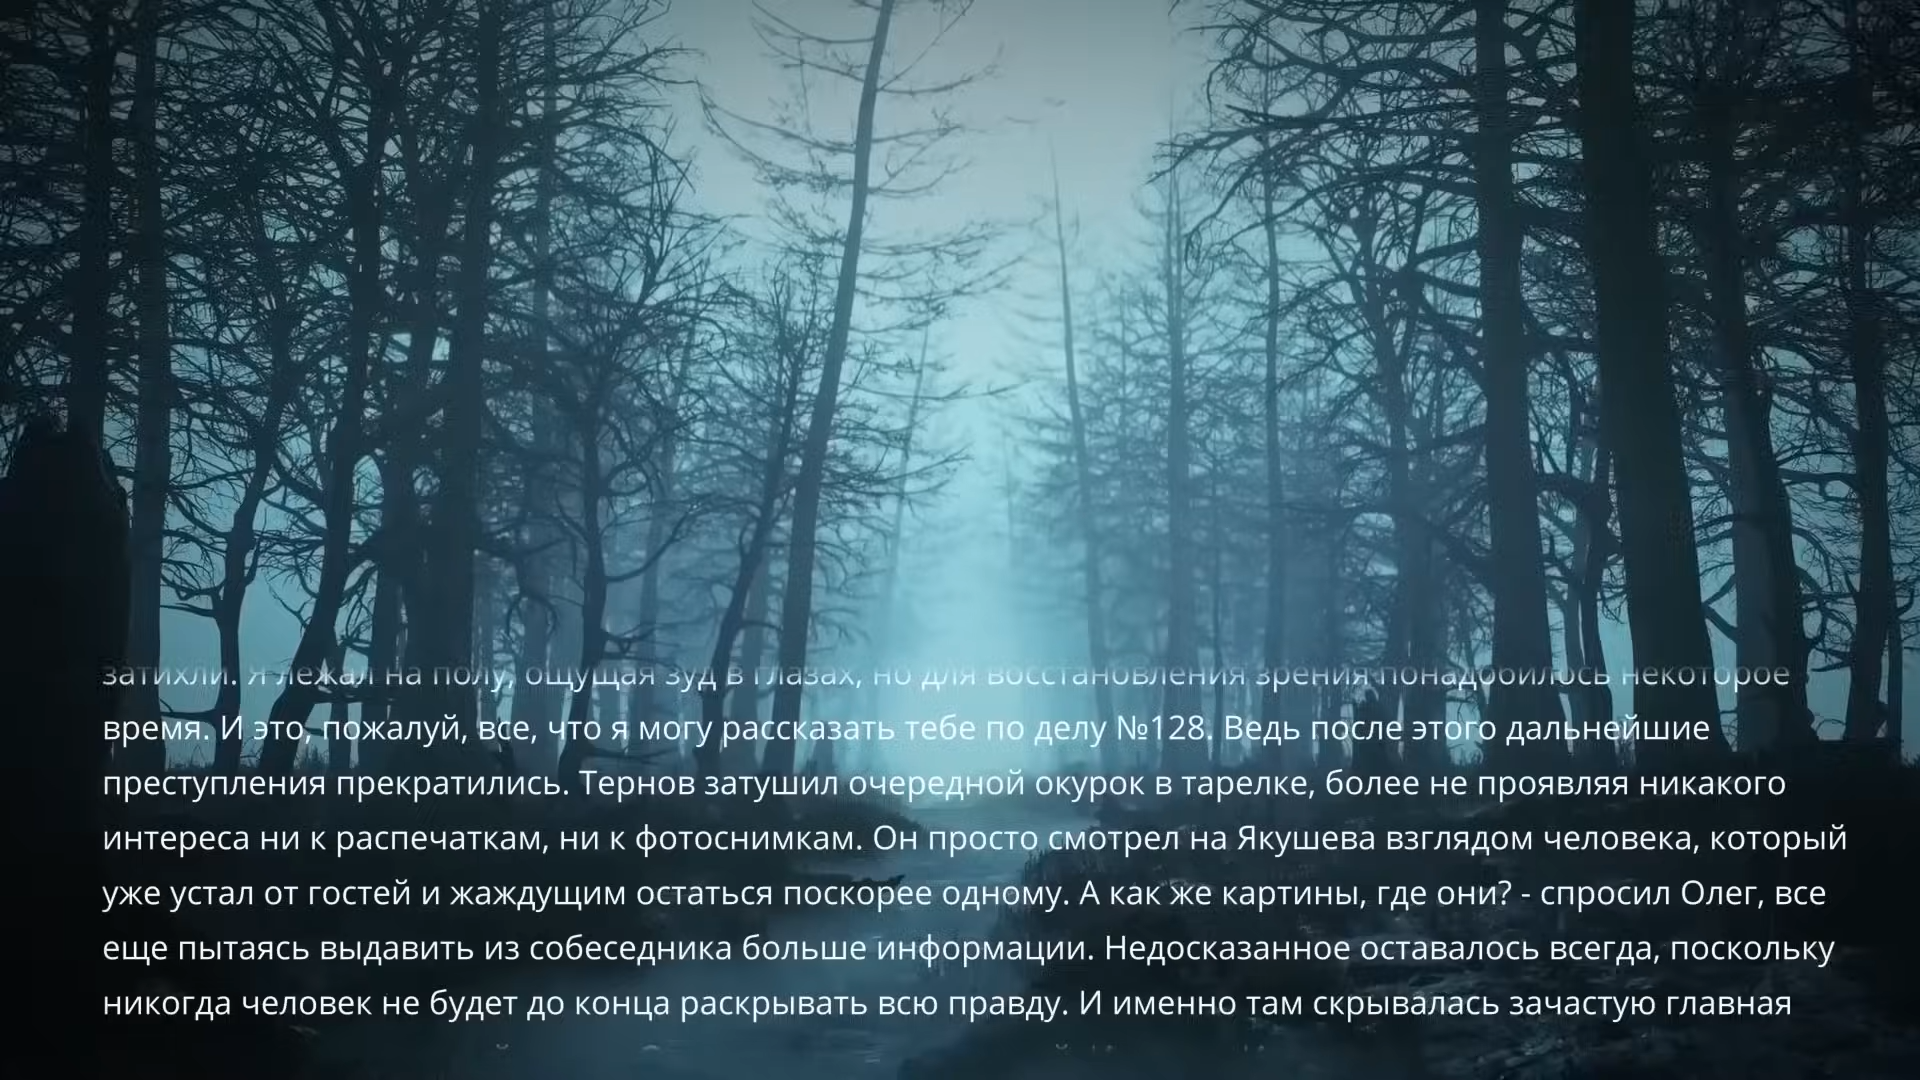 затихли. Я лежал на полу, ощущая зуд в глазах, но для восстановления зрения понадобилось некоторое
время. И это, пожалуй, все, что я могу рассказать тебе по делу №128. Ведь после этого дальнейшие
преступления прекратились. Тернов затушил очередной окурок в тарелке, более не проявляя никакого
интереса ни к распечаткам, ни к фотоснимкам. Он просто смотрел на Якушева взглядом человека, который
уже устал от гостей и жаждущим остаться поскорее одному. А как же картины, где они? - спросил Олег, все
еще пытаясь выдавить из собеседника больше информации. Недосказанное оставалось всегда, поскольку
никогда человек не будет до конца раскрывать всю правду. И именно там скрывалась зачастую главная